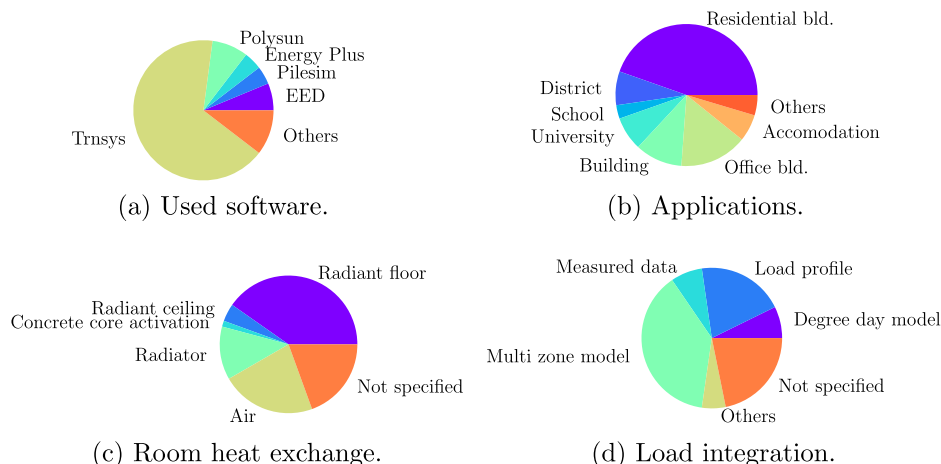 Polysun
Energy Plus
Pilesim
EED
Trnsys
Others
(a) Used software.
Residential bld.
District
School
University
Building
Others
Accomodation
Office bld.
(b) Applications.
Radiant floor
Radiant ceiling
Concrete core activation
Radiator
Not specified
Air
(c) Room heat exchange.
Measured data
Load profile
Degree day model
Multi zone model
Not specified
Others
(d) Load integration.